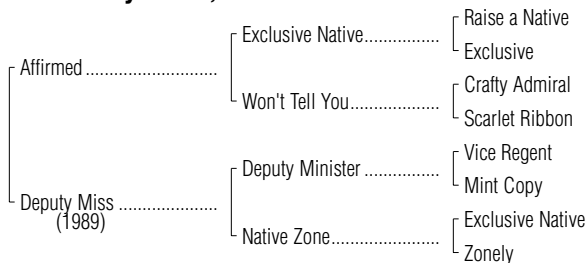 Raise a Native
Exclusive Native
Exclusive
Affirmed
Crafty Admiral
Won't Tell You
Scarlet Ribbon
Vice Regent
Deputy Minister
Mint Copy
Deputy Miss
(1989)
Exclusive Native
Native Zone
Zonely